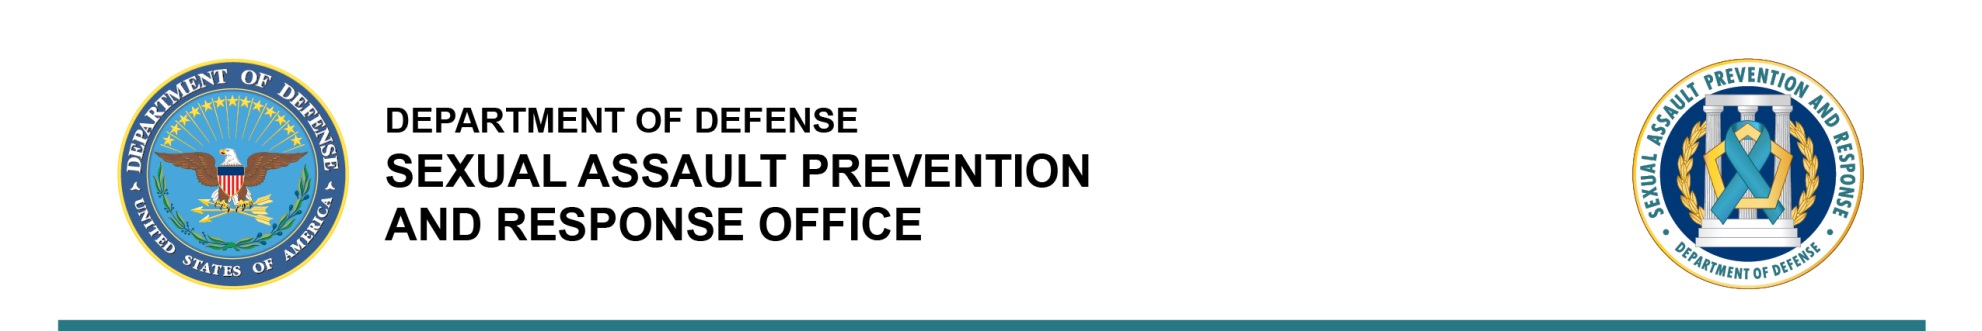 DEPARTMENT OF DEFENSE
UNITED STATES OF AMERICA
DEPARTMENT OF DEFENSE
SEXUAL ASSAULT PREVENTION
AND RESPONSE OFFICE
SEXUAL ASSAULT PREVENTION AND RESPONSE
DEPARTMENT OF DEFENSE